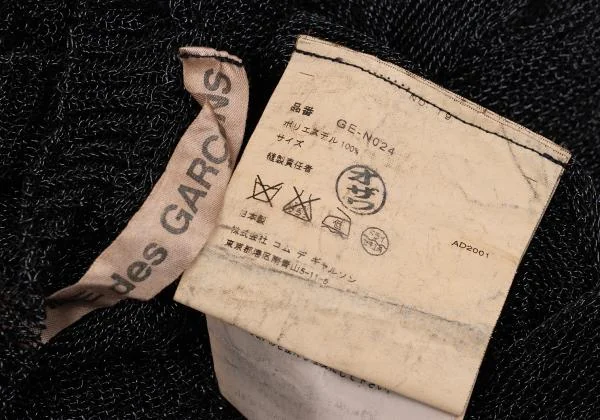 des GARCONS
品番 GE-N024
ポリエステル 100%
サイズ
縫製責任者
オザワ
日本製
株式会社 コム デ ギャルソン
東京都港区南青山5-11-5
AD2001